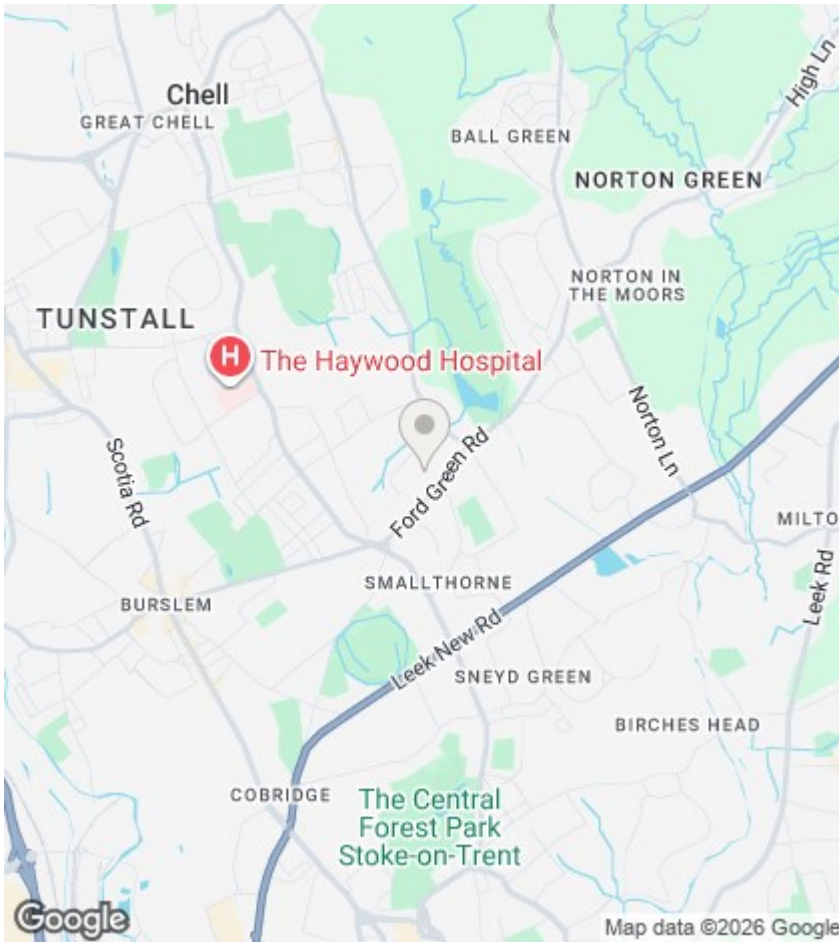 Chell
GREAT CHELL
High Ln
BALL GREEN
NORTON GREEN
NORTON IN
THE MOORS
TUNSTALL
H
The Haywood Hospital
Norton Ln
Scotia Rd
Ford Green Rd
MILTO
Leek Rd
SMALLTHORNE
BURSLEM
Leek New Rd
SNEYD GREEN
BIRCHES HEAD
COBRIDGE
The Central
Forest Park
Stoke-on-Trent
Google
Map data ©2026 Google